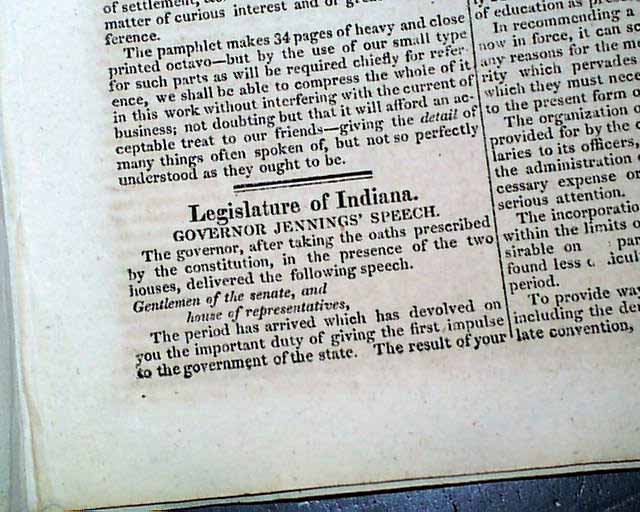 of settlement,
matter of curious interest and of
ference.
The pamphlet makes 34 pages of heavy and close
printed octavo—but by the use of our small type
for such parts as will be required chiefly for refer-
ence, we shall be able to compress the whole of it
in this work without interfering with the current of
business; not doubting but that it will afford an ac-
ceptable treat to our friends—giving the detail of
many things often spoken of, but not so perfectly
understood as they ought to be.
Legislature of Indiana.
GOVERNOR JENNINGS' SPEECH.
The governor, after taking the oaths prescribed
by the constitution, in the presence of the two
houses, delivered the following speech.
Gentlemen of the senate, and
house of representatives,
The period has arrived which has devolved on
you the important duty of giving the first impulse
to the government of the state. The result of your
of education as
In recommending a
now in force, it can
any reasons for the
rity which pervades
which they must
to the present form
The organization
provided for by the
laries to its officers,
the administration
cessary expense or
serious attention.
The incorporation
within the limits o
sirable on
found less
period.
To provide
including the
late convention,